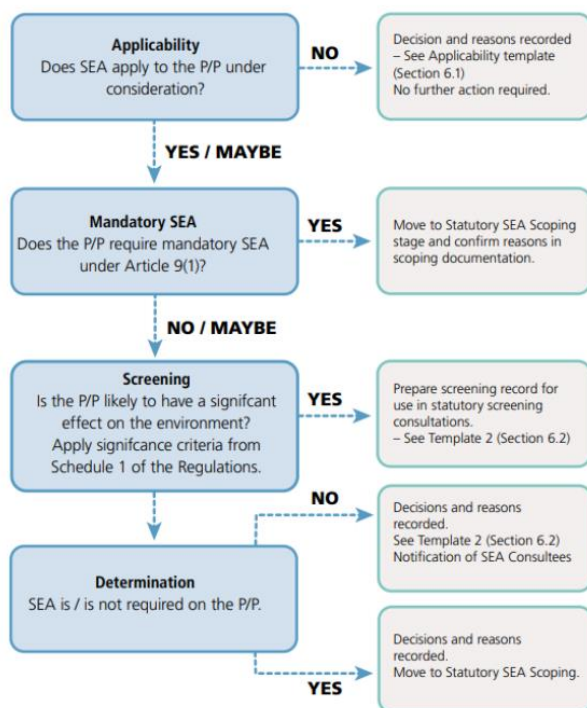 Applicability
Does SEA apply to the P/P under
consideration?
NO
Decision and reasons recorded
– See Applicability template
(Section 6.1)
No further action required.
YES / MAYBE
Mandatory SEA
Does the P/P require mandatory SEA
under Article 9(1)?
YES
Move to Statutory SEA Scoping
stage and confirm reasons in
scoping documentation.
NO / MAYBE
Screening
Is the P/P likely to have a signifcant
effect on the environment?
Apply signifcance criteria from
Schedule 1 of the Regulations.
YES
Prepare screening record for
use in statutory screening
consultations.
– See Template 2 (Section 6.2)
NO
Decisions and reasons
recorded.
See Template 2 (Section 6.2)
Notification of SEA Consultees
Determination
SEA is / is not required on the P/P.
YES
Decisions and reasons
recorded.
Move to Statutory SEA Scoping.